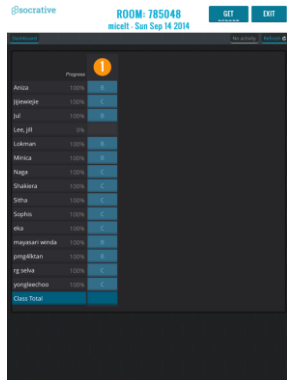 socrative
ROOM: 785048
micelt - Sun Sep 14 2014
GET
EXIT
Dashboard
No activity
Refresh
Progress
1
Aniza 100% B
jijiewejie 100% C
Jul 100% B
Lee, Jill 0%
Lokman 100% B
Minica 100% B
Naga 100% C
Shakiera 100% C
Sitha 100% C
Sophis 100% C
eka 100% C
mayasari winda 100% B
pmg4ktan 100% B
rg selva 100% C
yongleechoo 100% C
Class Total